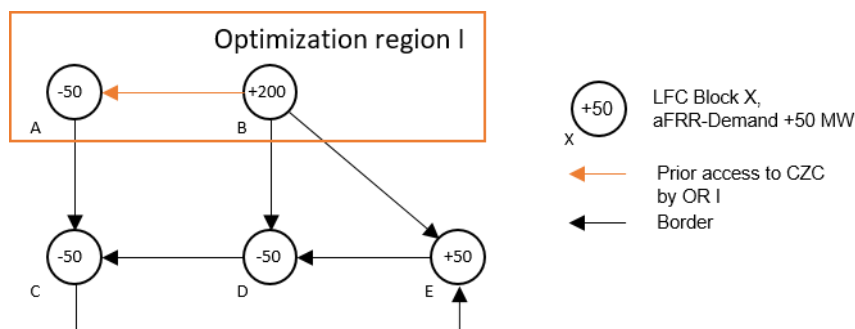 Optimization region I
-50
+200
A
B
-50
-50
+50
C
D
E
+50
X
LFC Block X,
aFRR-Demand +50 MW
Prior access to CZC
by OR I
Border